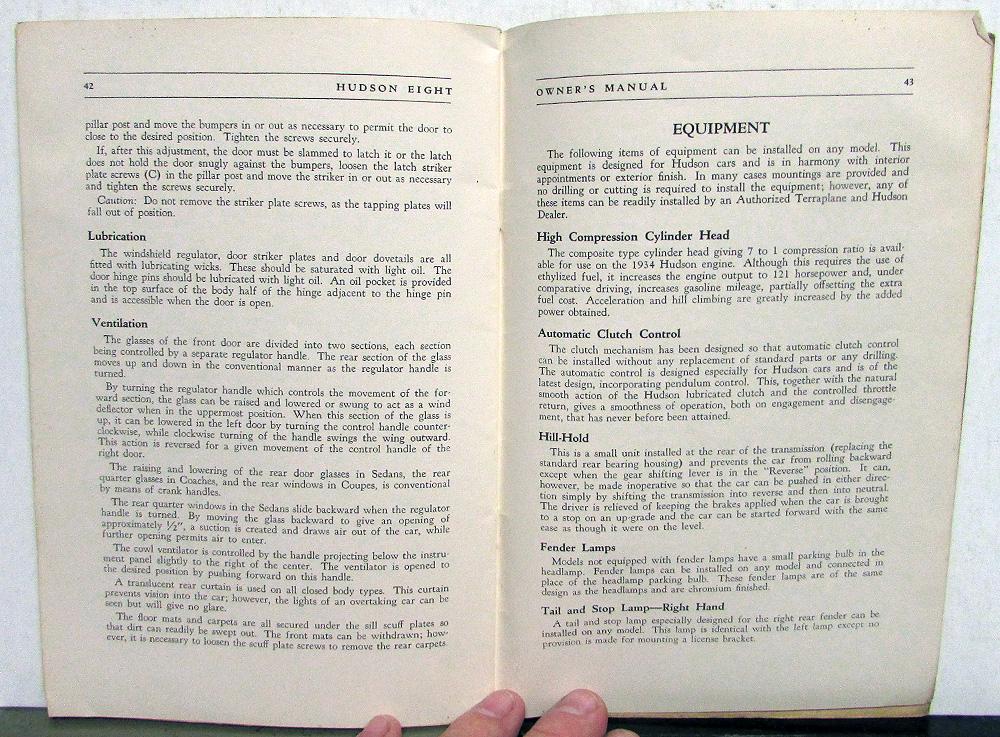 42 HUDSON EIGHT
pillar post and move the bumpers in or out as necessary to permit the door to
close to the desired position. Tighten the screws securely.
If, after this adjustment, the door must be slammed to latch it or the latch
does not hold the door snugly against the bumpers, loosen the latch striker
plate screws (C) in the pillar post and move the striker in or out as necessary
and tighten the screws securely.
Caution: Do not remove the striker plate screws, as the tapping plates will
fall out of position.
Lubrication
The windshield regulator, door striker plates and door dovetails are all
fitted with lubricating wicks. These should be saturated with light oil. The
door hinge pins should be lubricated with light oil. An oil pocket is provided
in the top surface of the body half of the hinge adjacent to the hinge pin
and is accessible when the door is open.
Ventilation
The glasses of the front door are divided into two sections, each section
being controlled by a separate regulator handle. The rear section of the glass
moves up and down in the conventional manner as the regulator handle is
turned.
By turning the regulator handle which controls the movement of the for-
ward section, the glass can be raised and lowered or swung to act as a wind
deflector when in the uppermost position. When this section of the glass is
up, it can be lowered in the left door by turning the control handle counter-
clockwise, while clockwise turning of the handle swings the wing outward.
This action is reversed for a given movement of the control handle of the
right door.
The raising and lowering of the rear door glasses in Sedans, the rear
quarter glasses in Coaches, and the rear windows in Coupes, is conventional
by means of crank handles.
The rear quarter windows in the Sedans slide backward when the regulator
handle is turned. By moving the glass backward to give an opening of
approximately ½", a suction is created and draws air out of the car, while
further opening permits air to enter.
The cowl ventilator is controlled by the handle projecting below the instru-
ment panel slightly to the right of the center. The ventilator is opened to
the desired position by pushing forward on this handle.
A translucent rear curtain is used on all closed body types. This curtain
prevents vision into the car; however, the lights of an overtaking car can be
seen but will give no glare.
The floor mats and carpets are all secured under the sill scuff plates so
that dirt can readily be swept out. The front mats can be withdrawn; how-
ever, it is necessary to loosen the scuff plate screws to remove the rear carpets.
OWNER'S MANUAL 43
EQUIPMENT
The following items of equipment can be installed on any model. This
equipment is designed for Hudson cars and is in harmony with interior
appointments or exterior finish. In many cases mountings are provided and
no drilling or cutting is required to install the equipment; however, any of
these items can be readily installed by an Authorized Terraplane and Hudson
Dealer.
High Compression Cylinder Head
The composite type cylinder head giving 7 to 1 compression ratio is avail-
able for use on the 1934 Hudson engine. Although this requires the use of
ethylized fuel, it increases the engine output to 121 horsepower and, under
comparative driving, increases gasoline mileage, partially offsetting the extra
fuel cost. Acceleration and hill climbing are greatly increased by the added
power obtained.
Automatic Clutch Control
The clutch mechanism has been designed so that automatic clutch control
can be installed without any replacement of standard parts or any drilling.
The automatic control is designed especially for Hudson cars and is of the
latest design, incorporating pendulum control. This, together with the natural
smooth action of the Hudson lubricated clutch and the controlled throttle
return, gives a smoothness of operation, both on engagement and disengage-
ment, that has never before been attained.
Hill-Hold
This is a small unit installed at the rear of the transmission (replacing the
standard rear bearing housing) and prevents the car from rolling backward
except when the gear shifting lever is in the "Reverse" position. It can,
however, be made inoperative so that the car can be pushed in either direc-
tion simply by shifting the transmission into reverse and then into neutral.
The driver is relieved of keeping the brakes applied when the car is brought
to a stop on an up-grade and the car can be started forward with the same
ease as though it were on the level.
Fender Lamps
Models not equipped with fender lamps have a small parking bulb in the
headlamp. Fender lamps can be installed on any model and connected in
place of the headlamp parking bulb. These fender lamps are of the same
design as the headlamps and are chromium finished.
Tail and Stop Lamp—Right Hand
A tail and stop lamp especially designed for the right rear fender can be
installed on any model. This lamp is identical with the left lamp except no
provision is made for mounting a license bracket.